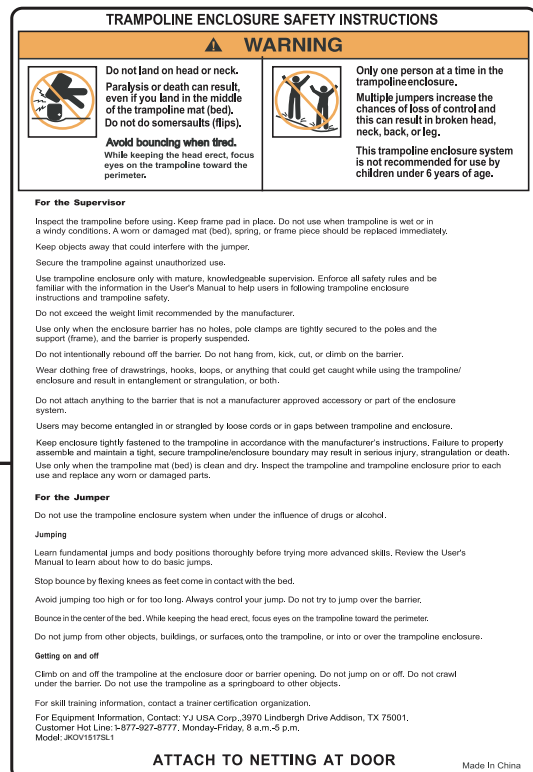 TRAMPOLINE ENCLOSURE SAFETY INSTRUCTIONS
WARNING
Do not land on head or neck.
Paralysis or death can result,
even if you land in the middle
of the trampoline mat (bed).
Do not do somersaults (flips).
Avoid bouncing when tired.
While keeping the head erect, focus
eyes on the trampoline toward the
perimeter.
Only one person at a time in the
trampoline enclosure.
Multiple jumpers increase the
chances of loss of control and
this can result in broken head,
neck, back, or leg.
This trampoline enclosure system
is not recommended for use by
children under 6 years of age.
For the Supervisor
Inspect the trampoline before using. Keep frame pad in place. Do not use when trampoline is wet or in
a windy conditions. A worn or damaged mat (bed), spring, or frame piece should be replaced immediately.
Keep objects away that could interfere with the jumper.
Secure the trampoline against unauthorized use.
Use trampoline enclosure only with mature, knowledgeable supervision. Enforce all safety rules and be
familiar with the information in the User's Manual to help users in following trampoline enclosure
instructions and trampoline safety.
Do not exceed the weight limit recommended by the manufacturer.
Use only when the enclosure barrier has no holes, pole clamps are tightly secured to the poles and the
support (frame), and the barrier is properly suspended.
Do not intentionally rebound off the barrier. Do not hang from, kick, cut, or climb on the barrier.
Wear clothing free of drawstrings, hooks, loops, or anything that could get caught while using the trampoline/
enclosure and result in entanglement or strangulation, or both.
Do not attach anything to the barrier that is not a manufacturer approved accessory or part of the enclosure
system.
Users may become entangled in or strangled by loose cords or in gaps between trampoline and enclosure.
Keep enclosure tightly fastened to the trampoline in accordance with the manufacturer's instructions. Failure to properly
assemble and maintain a tight, secure trampoline/enclosure boundary may result in serious injury, strangulation or death.
Use only when the trampoline mat (bed) is clean and dry. Inspect the trampoline and trampoline enclosure prior to each
use and replace any worn or damaged parts.
For the Jumper
Do not use the trampoline enclosure system when under the influence of drugs or alcohol.
Jumping
Learn fundamental jumps and body positions thoroughly before trying more advanced skills. Review the User's
Manual to learn about how to do basic jumps.
Stop bounce by flexing knees as feet come in contact with the bed.
Avoid jumping too high or for too long. Always control your jump. Do not try to jump over the barrier.
Bounce in the center of the bed. While keeping the head erect, focus eyes on the trampoline toward the perimeter.
Do not jump from other objects, buildings, or surfaces, onto the trampoline, or into or over the trampoline enclosure.
Getting on and off
Climb on and off the trampoline at the enclosure door or barrier opening. Do not jump on or off. Do not crawl
under the barrier. Do not use the trampoline as a springboard to other objects.
For skill training information, contact a trainer certification organization.
For Equipment Information, Contact: YJ USA Corp.,3970 Lindbergh Drive Addison, TX 75001.
Customer Hot Line:1-877-927-8777. Monday-Friday, 8 a.m.-5 p.m.
Model: JKOV1517SL1
ATTACH TO NETTING AT DOOR
Made In China